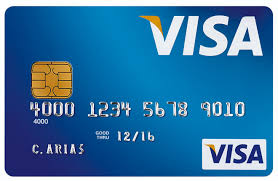 VISA
4000 1234 5678 9010
4000
GOOD THRU 12/16
C. ARIAS
VISA